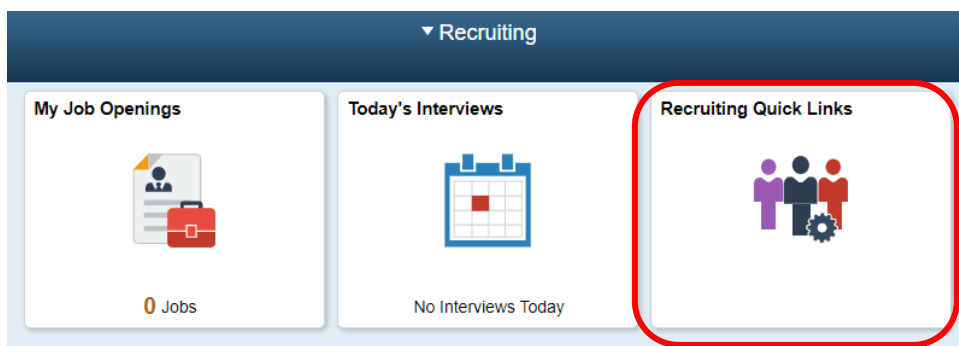 Recruiting
My Job Openings
Today's Interviews
Recruiting Quick Links
0 Jobs
No Interviews Today